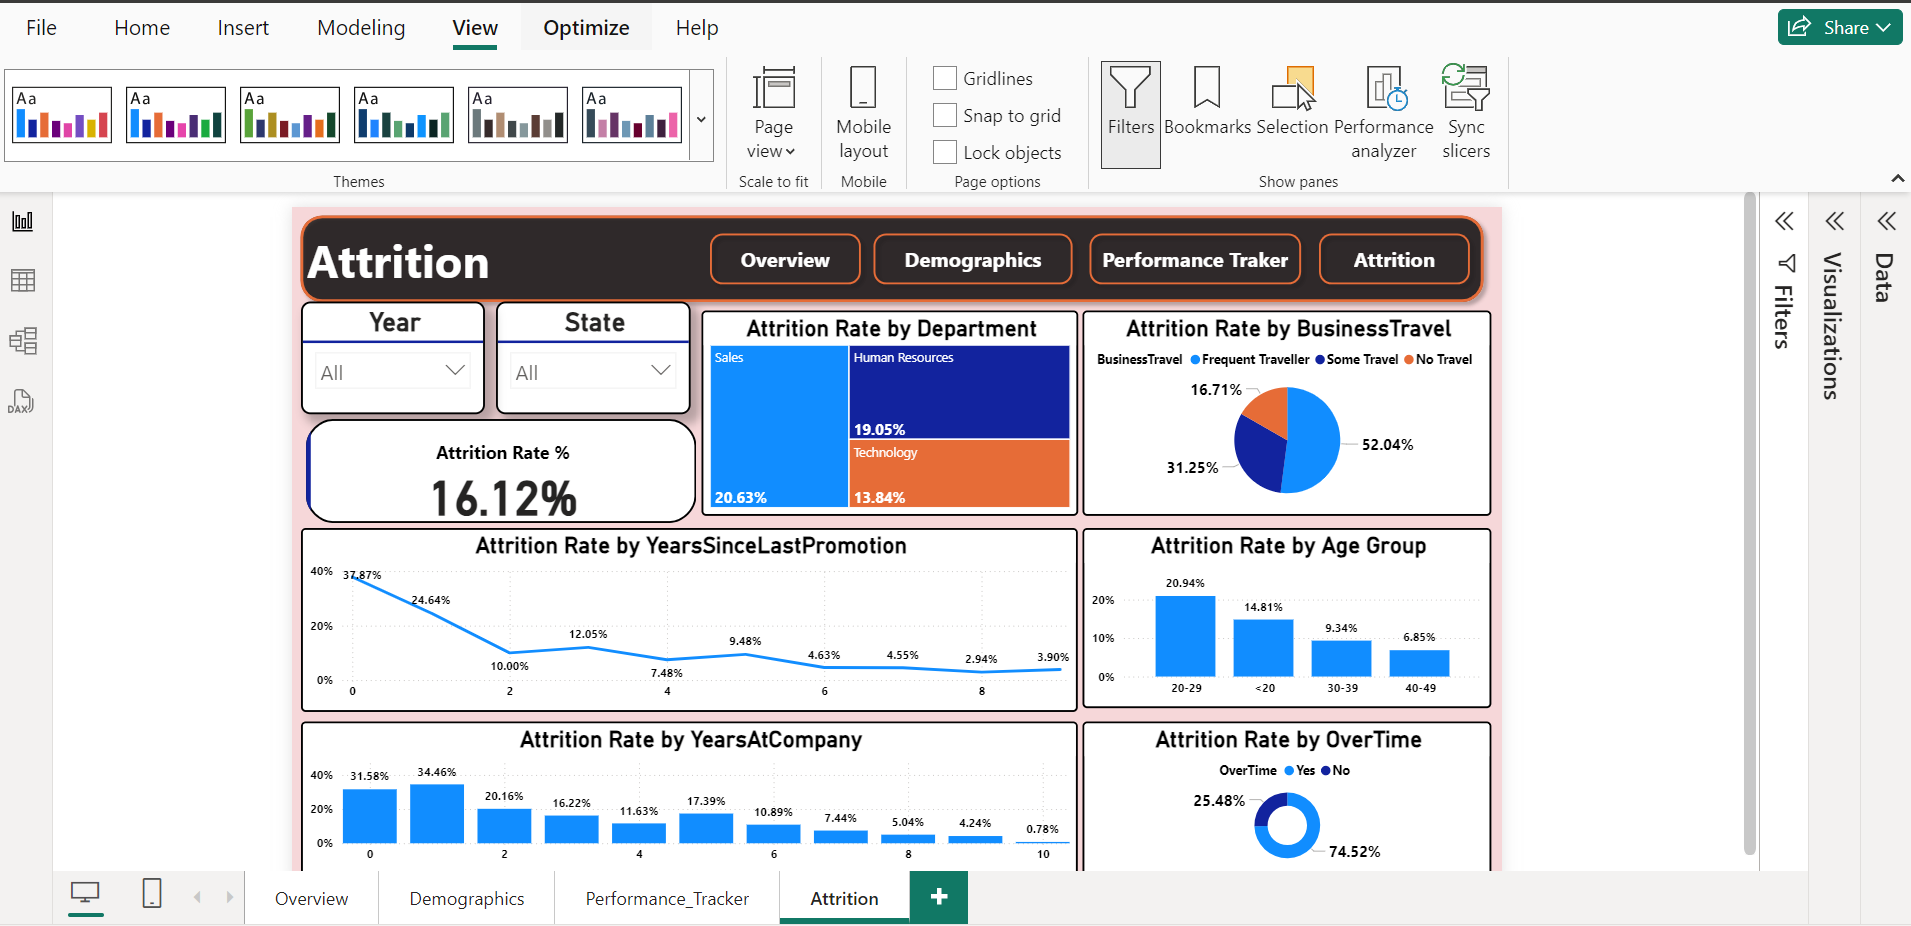 File Home Insert Modeling View Optimize Help Share
Aa Aa Aa Aa Aa Aa
Page view
Mobile layout
Gridlines
Snap to grid
Lock objects
Filters Bookmarks Selection Performance analyzer Sync slicers
Themes Scale to fit Mobile Page options Show panes
DAX
Attrition
Overview Demographics Performance Traker Attrition
Year
All
State
All
Attrition Rate %
16.12%
Attrition Rate by Department
Sales
20.63%
Human Resources
19.05%
Technology
13.84%
Attrition Rate by BusinessTravel
BusinessTravel Frequent Traveller Some Travel No Travel
16.71%
52.04%
31.25%
Attrition Rate by YearsSinceLastPromotion
40% 20% 0%
37.87% 24.64% 10.00% 12.05% 7.48% 9.48% 4.63% 4.55% 2.94% 3.90%
0 2 4 6 8
Attrition Rate by Age Group
20% 10% 0%
20.94% 14.81% 9.34% 6.85%
20-29 <20 30-39 40-49
Attrition Rate by YearsAtCompany
40% 20% 0%
31.58% 34.46% 20.16% 16.22% 11.63% 17.39% 10.89% 7.44% 5.04% 4.24% 0.78%
0 2 4 6 8 10
Attrition Rate by OverTime
OverTime Yes No
25.48%
74.52%
Filters
Visualizations
Data
Overview Demographics Performance_Tracker Attrition +